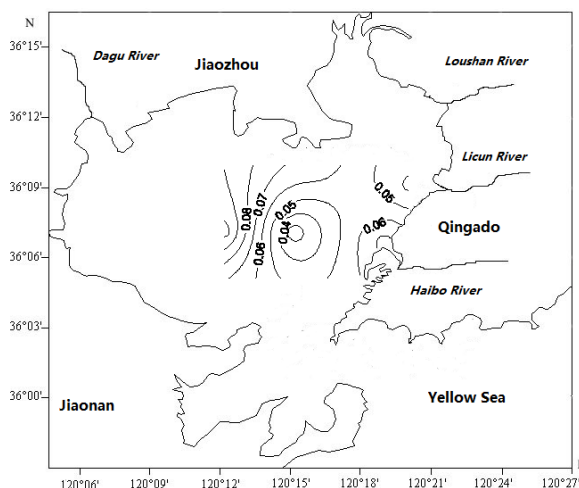 N
36°15'
Dagu River
Jiaozhou
Loushan River
36°12'
Licun River
36°09'
0.08
0.07
0.05
0.05
0.04
0.06
0.06
Qingado
36°06'
Haibo River
36°03'
36°00'
Jiaonan
Yellow Sea
120°06'
120°09'
120°12'
120°15'
120°18'
120°21'
120°24'
120°27'